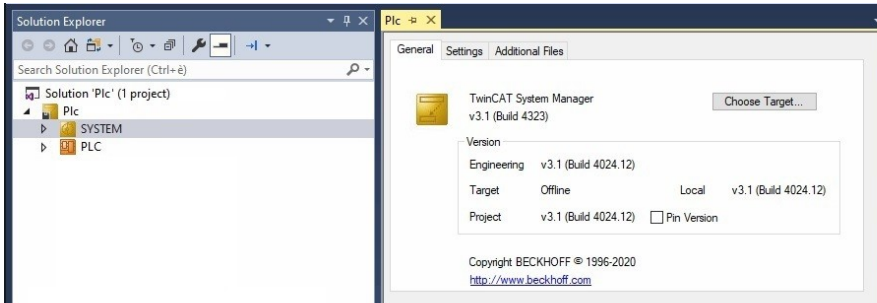 Solution Explorer
Search Solution Explorer (Ctrl+è)
Solution 'Plc' (1 project)
Plc
SYSTEM
PLC
Plc
General Settings Additional Files
TwinCAT System Manager
v3.1 (Build 4323)
Choose Target...
Version
Engineering v3.1 (Build 4024.12)
Target Offline Local v3.1 (Build 4024.12)
Project v3.1 (Build 4024.12) Pin Version
Copyright BECKHOFF © 1996-2020
http://www.beckhoff.com